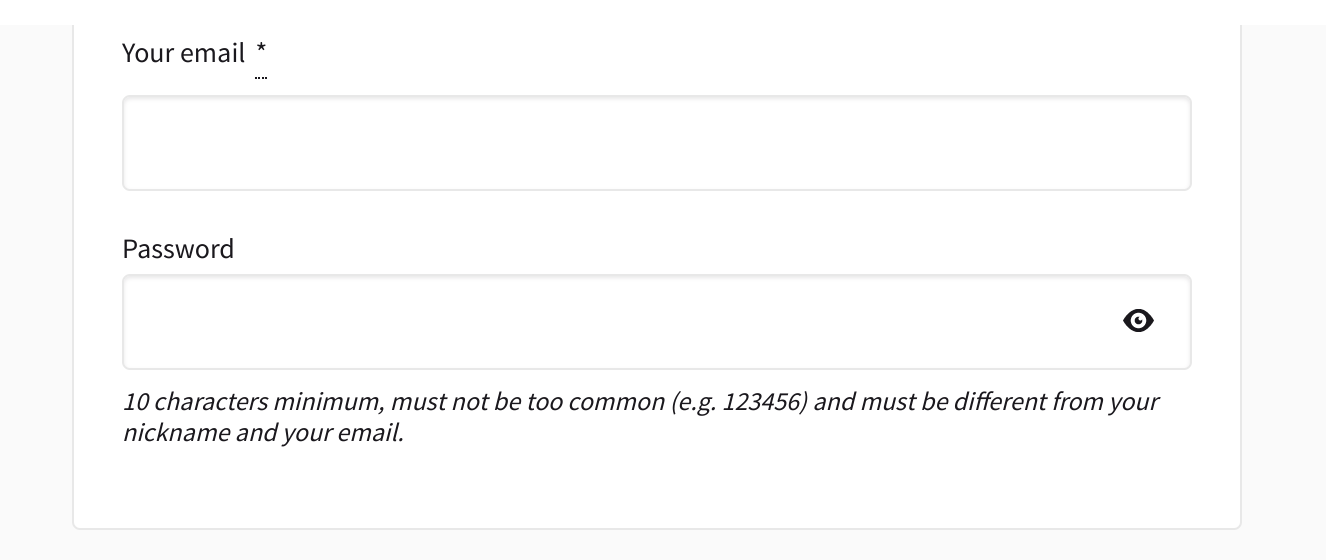 Your email *
Password
10 characters minimum, must not be too common (e.g. 123456) and must be different from your
nickname and your email.